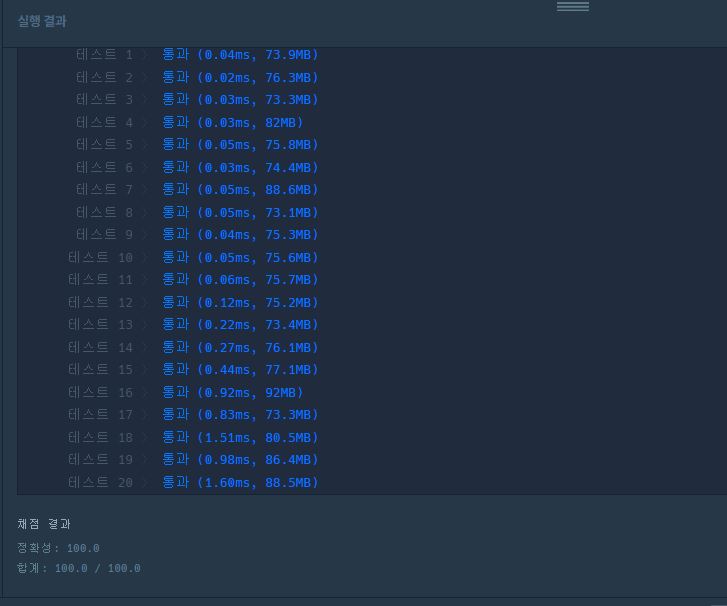 실행 결과
테스트 1 〉 통과 (0.04ms, 73.9MB)
테스트 2 〉 통과 (0.02ms, 76.3MB)
테스트 3 〉 통과 (0.03ms, 73.3MB)
테스트 4 〉 통과 (0.03ms, 82MB)
테스트 5 〉 통과 (0.05ms, 75.8MB)
테스트 6 〉 통과 (0.03ms, 74.4MB)
테스트 7 〉 통과 (0.05ms, 88.6MB)
테스트 8 〉 통과 (0.05ms, 73.1MB)
테스트 9 〉 통과 (0.04ms, 75.3MB)
테스트 10 〉 통과 (0.05ms, 75.6MB)
테스트 11 〉 통과 (0.06ms, 75.7MB)
테스트 12 〉 통과 (0.12ms, 75.2MB)
테스트 13 〉 통과 (0.22ms, 73.4MB)
테스트 14 〉 통과 (0.27ms, 76.1MB)
테스트 15 〉 통과 (0.44ms, 77.1MB)
테스트 16 〉 통과 (0.92ms, 92MB)
테스트 17 〉 통과 (0.83ms, 73.3MB)
테스트 18 〉 통과 (1.51ms, 80.5MB)
테스트 19 〉 통과 (0.98ms, 86.4MB)
테스트 20 〉 통과 (1.60ms, 88.5MB)
채점 결과
정확성: 100.0
합계: 100.0 / 100.0